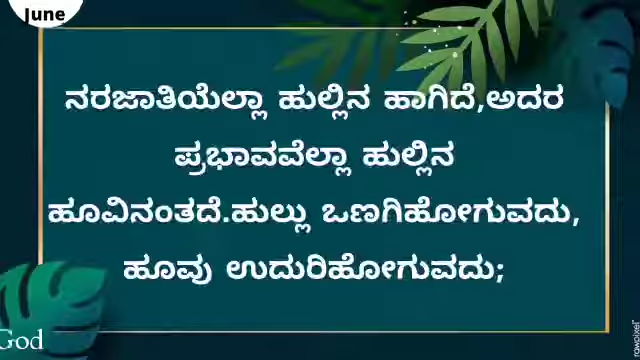 June
ನರಜಾತಿಯೆಲ್ಲಾ ಹುಲ್ಲಿನ ಹಾಗಿದೆ,ಅದರ
ಪ್ರಭಾವವೆಲ್ಲಾ ಹುಲ್ಲಿನ
ಹೂವಿನಂತದೆ.ಹುಲ್ಲು ಒಣಗಿಹೋಗುವದು,
ಹೂವು ಉದುರಿಹೋಗುವದು;
God